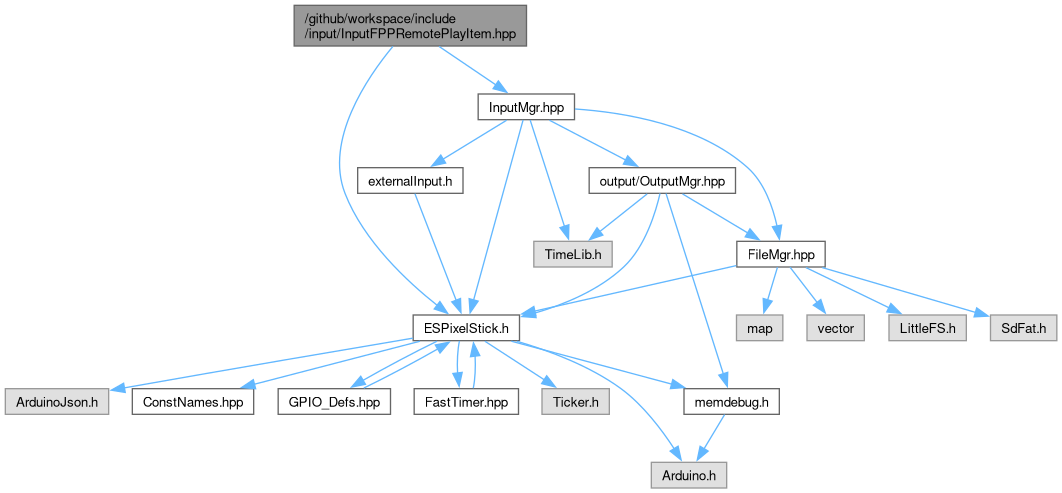 /github/workspace/include
/input/InputFPPRemotePlayItem.hpp
InputMgr.hpp
externalInput.h
output/OutputMgr.hpp
TimeLib.h
FileMgr.hpp
ESPixelStick.h
map
vector
LittleFS.h
SdFat.h
ArduinoJson.h
ConstNames.hpp
GPIO_Defs.hpp
FastTimer.hpp
Ticker.h
memdebug.h
Arduino.h